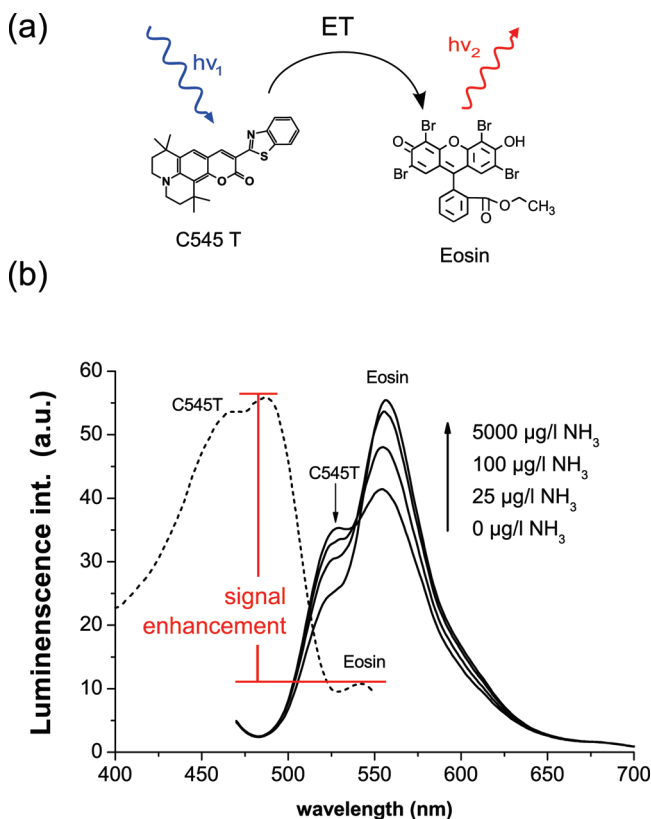 (a)
ET
hν1
hν2
N
S
N
O
O
Br
Br
O
O
OH
Br
Br
O
O
CH3
C545 T
Eosin
(b)
60
50
40
30
20
10
0
Luminenscence int. (a.u.)
C545T
Eosin
C545T
5000 µg/l NH3
100 µg/l NH3
25 µg/l NH3
0 µg/l NH3
signal
enhancement
Eosin
400 450 500 550 600 650 700
wavelength (nm)